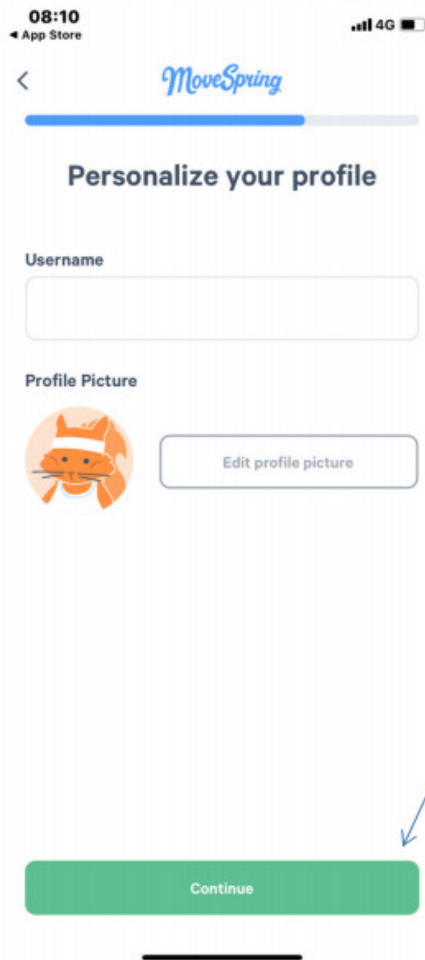 08:10
◄ App Store
4G
MoveSpring
Personalize your profile
Username
Profile Picture
Edit profile picture
Continue